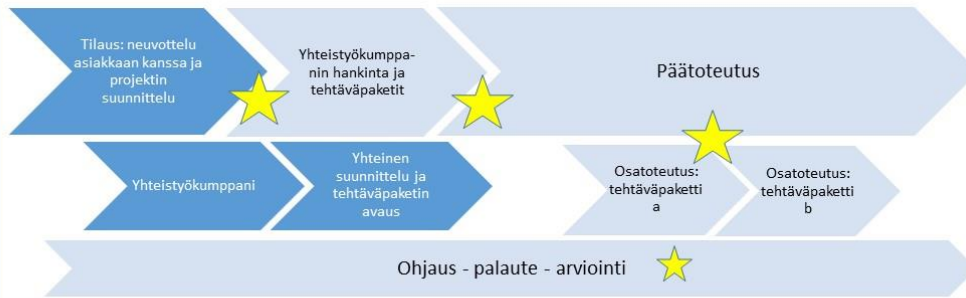 Tilaus: neuvottelu
asiakkaan kanssa ja
projektin
suunnittelu
Yhteistyökumppa-
nin hankinta ja
tehtäväpaketit
Päätoteutus
Yhteistyökumppani
Yhteinen
suunnittelu ja
tehtäväpaketin
avaus
Osatoteutus:
tehtäväpaketti
a
Osatoteutus:
tehtäväpaketti
b
Ohjaus - palaute - arviointi